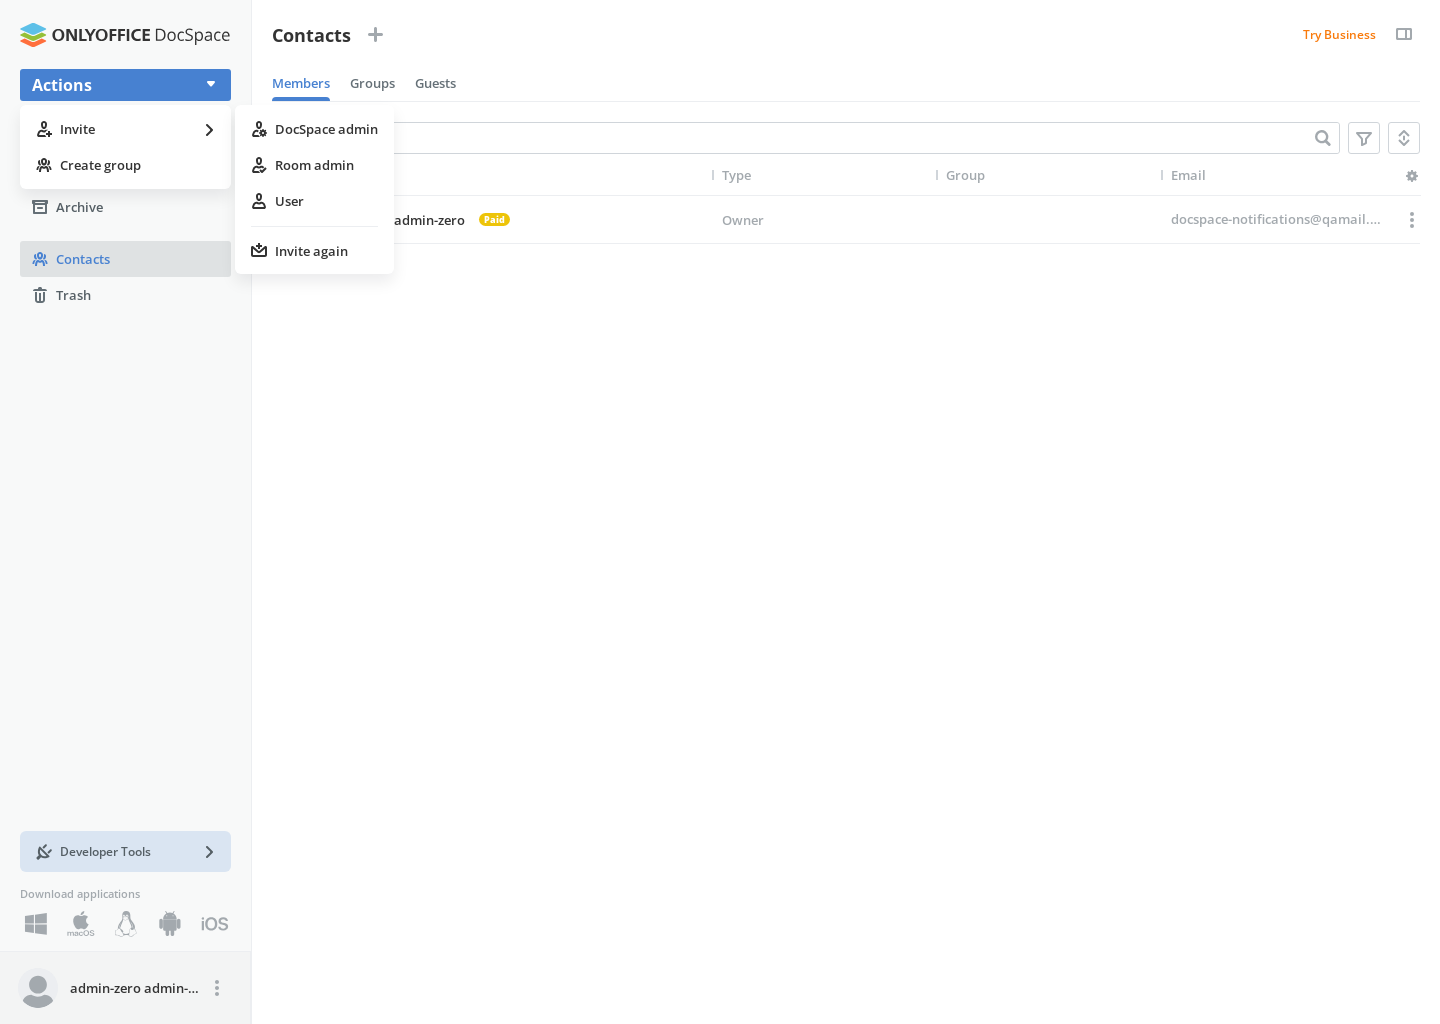 ONLYOFFICE DocSpace
Actions
Invite
Create group
Archive
Contacts
Trash
Developer Tools
Download applications
macOS
iOS
admin-zero admin-...
Contacts
Try Business
Members
Groups
Guests
DocSpace admin
Room admin
User
Invite again
Type
Group
Email
admin-zero
Paid
Owner
docspace-notifications@qamail....